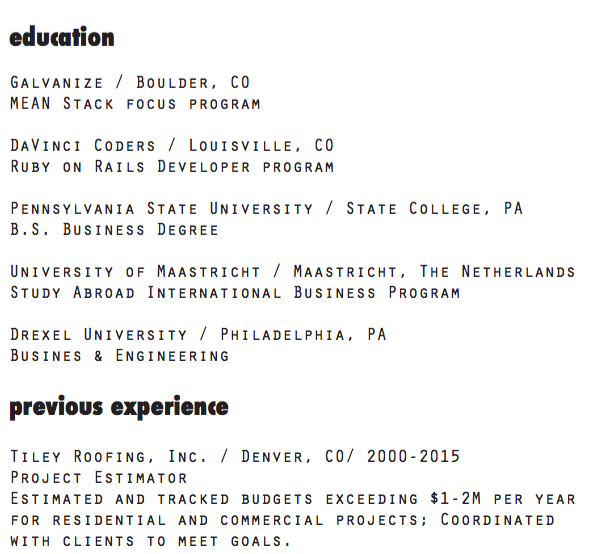 education
Galvanize / Boulder, CO
MEAN Stack focus program
DaVinci Coders / Louisville, CO
Ruby on Rails Developer program
Pennsylvania State University / State College, PA
B.S. Business Degree
University of Maastricht / Maastricht, The Netherlands
Study Abroad International Business Program
Drexel University / Philadelphia, PA
Busines & Engineering
previous experience
Tiley Roofing, Inc. / Denver, CO/ 2000-2015
Project Estimator
Estimated and tracked budgets exceeding $1-2M per year
for residential and commercial projects; Coordinated
with clients to meet goals.